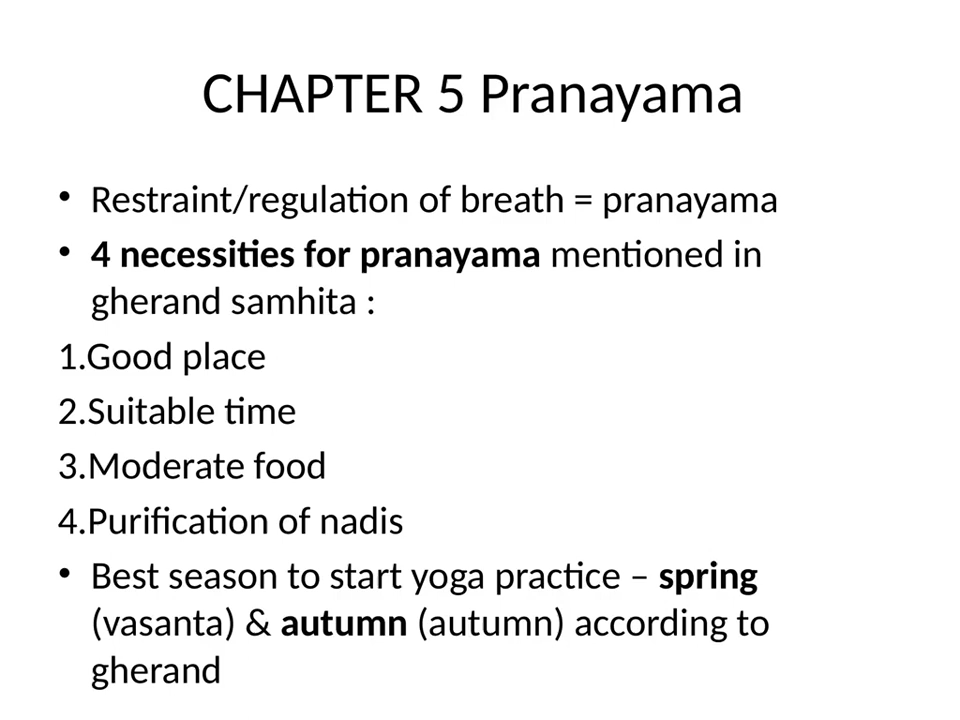 CHAPTER 5 Pranayama
• Restraint/regulation of breath = pranayama
• 4 necessities for pranayama mentioned in
gherand samhita :
1.Good place
2.Suitable time
3.Moderate food
4.Purification of nadis
• Best season to start yoga practice – spring
(vasanta) & autumn (autumn) according to
gherand